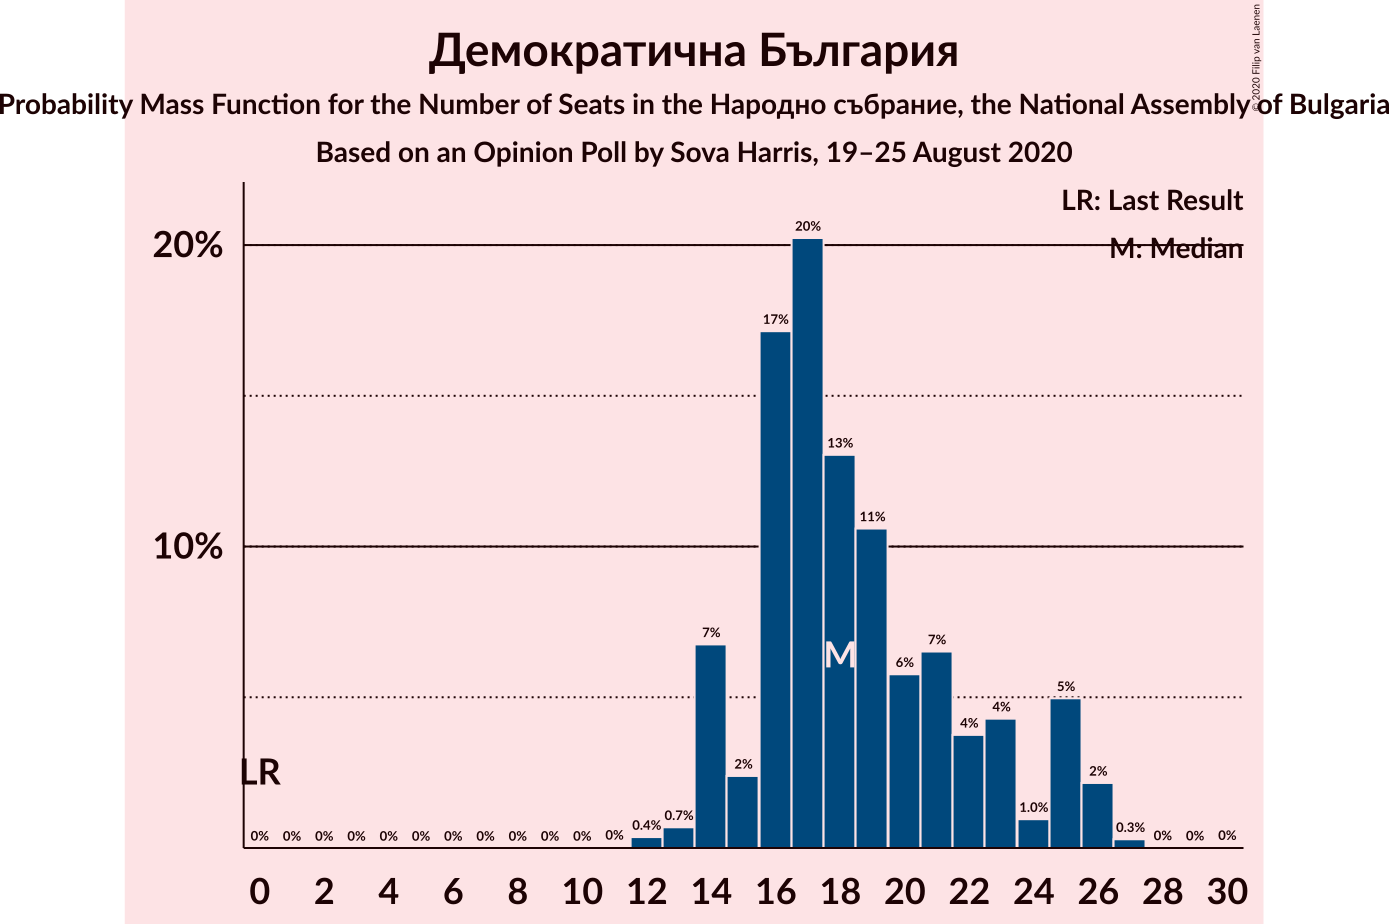 Демократична България
Probability Mass Function for the Number of Seats in the Народно събрание, the National Assembly of Bulgaria
Based on an Opinion Poll by Sova Harris, 19–25 August 2020
© 2020 Filip van Laenen
LR: Last Result
M: Median
20%
10%
20%
17%
13%
11%
7%
7%
6%
5%
4%
4%
2%
2%
1.0%
0.7%
0.4%
0.3%
M
LR
0% 0% 0% 0% 0% 0% 0% 0% 0% 0% 0% 0% 0% 0% 0%
0 2 4 6 8 10 12 14 16 18 20 22 24 26 28 30